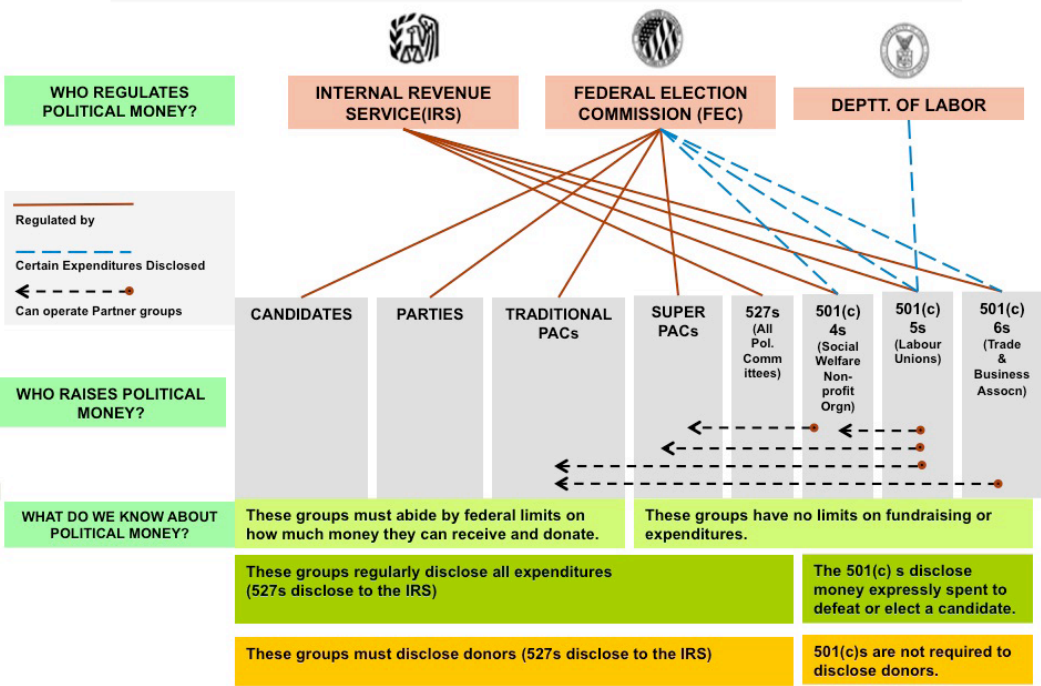 WHO REGULATES
POLITICAL MONEY?
INTERNAL REVENUE
SERVICE(IRS)
FEDERAL ELECTION
COMMISSION (FEC)
DEPTT. OF LABOR
Regulated by
Certain Expenditures Disclosed
Can operate Partner groups
WHO RAISES POLITICAL
MONEY?
CANDIDATES
PARTIES
TRADITIONAL
PACs
SUPER
PACs
527s
(All
Pol.
Comm
ittees)
501(c)
4s
(Social
Welfare
Non-
profit
Orgn)
501(c)
5s
(Labour
Unions)
501(c)
6s
(Trade
&
Business
Assocn)
WHAT DO WE KNOW ABOUT
POLITICAL MONEY?
These groups must abide by federal limits on
how much money they can receive and donate.
These groups have no limits on fundraising or
expenditures.
These groups regularly disclose all expenditures
(527s disclose to the IRS)
The 501(c) s disclose
money expressly spent to
defeat or elect a candidate.
These groups must disclose donors (527s disclose to the IRS)
501(c)s are not required to
disclose donors.